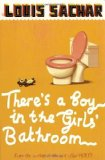 LOUIS SACHAR
There's a Boy
in the Girls'
Bathroom